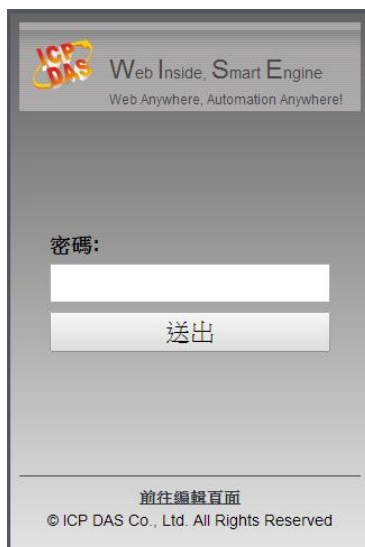 ICP
DAS
Web Inside, Smart Engine
Web Anywhere, Automation Anywhere!
密碼:
送出
前往編輯頁面
© ICP DAS Co., Ltd. All Rights Reserved